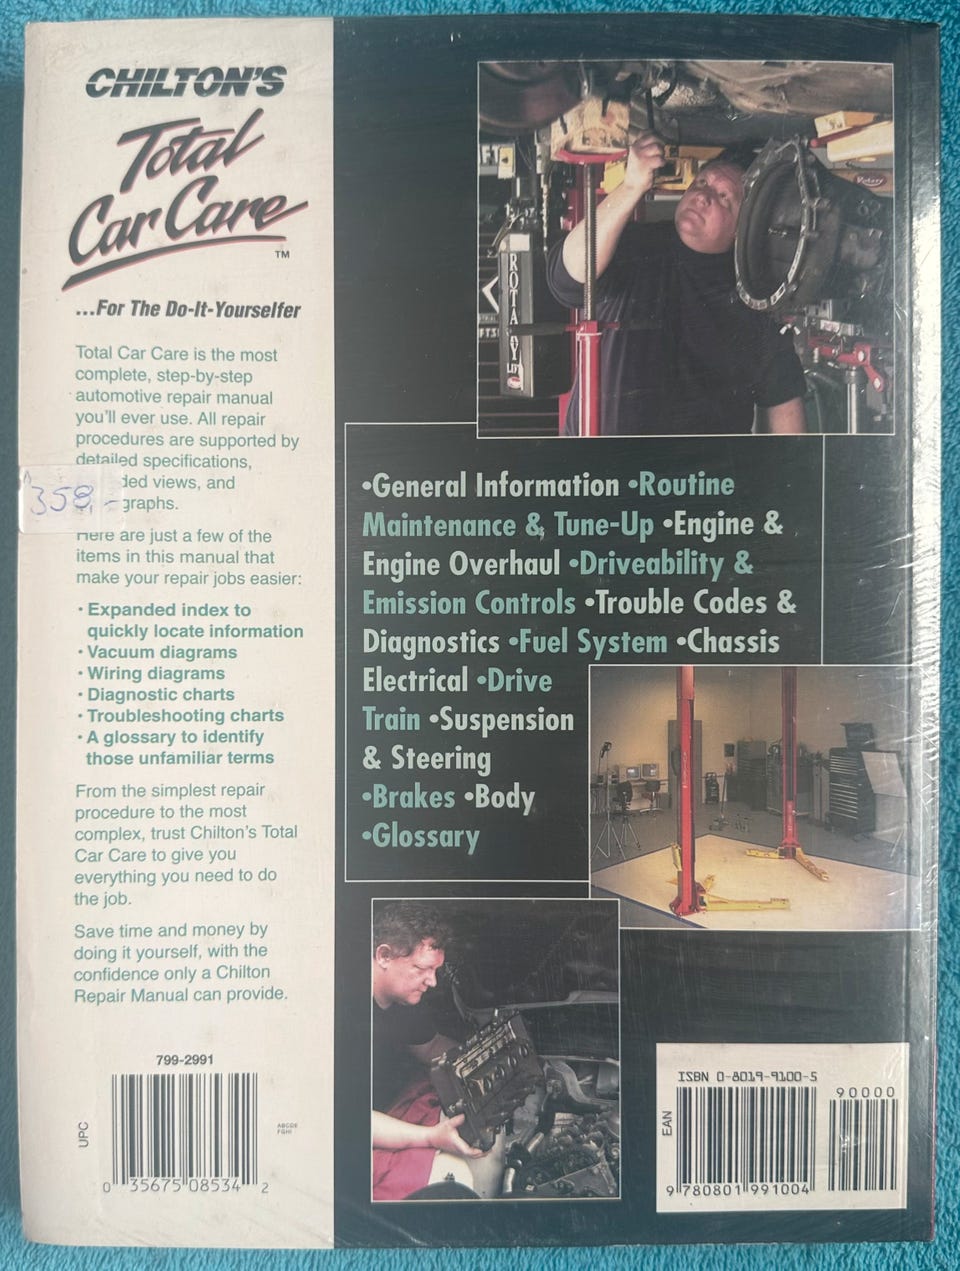 CHILTON'S
Total
Car Care™
...For The Do-It-Yourselfer
Total Car Care is the most
complete, step-by-step
automotive repair manual
you'll ever use. All repair
procedures are supported by
detailed specifications,
ded views, and
graphs.
358,-
Here are just a few of the
items in this manual that
make your repair jobs easier:
• Expanded index to
quickly locate information
• Vacuum diagrams
• Wiring diagrams
• Diagnostic charts
• Troubleshooting charts
• A glossary to identify
those unfamiliar terms
From the simplest repair
procedure to the most
complex, trust Chilton's Total
Car Care to give you
everything you need to do
the job.
Save time and money by
doing it yourself, with the
confidence only a Chilton
Repair Manual can provide.
799-2991
UPC
ABCDE
FGHI
0 35675 08534 2
ROTARY
LIFT
Rotary
•General Information •Routine
Maintenance & Tune-Up •Engine &
Engine Overhaul •Driveability &
Emission Controls •Trouble Codes &
Diagnostics •Fuel System •Chassis
Electrical •Drive
Train •Suspension
& Steering
•Brakes •Body
•Glossary
ISBN 0-8019-9100-5
90000
EAN
9 780801 991004